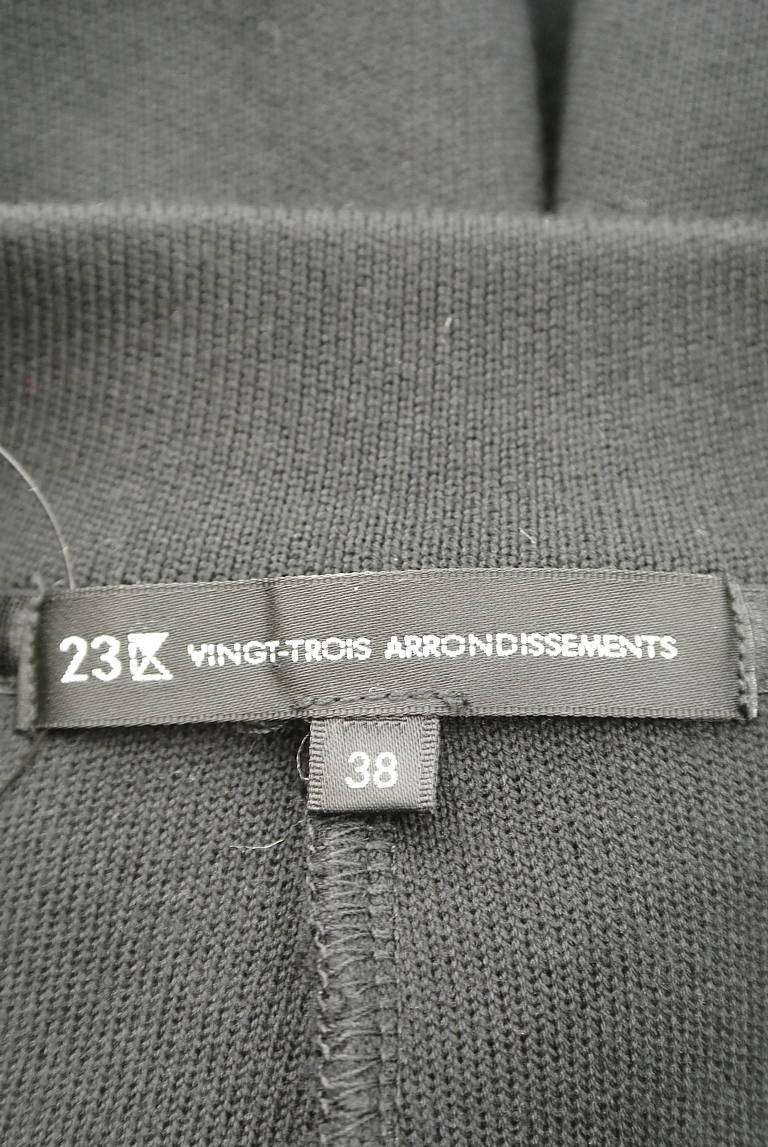 23区 VINGT-TROIS ARRONDISSEMENTS
38